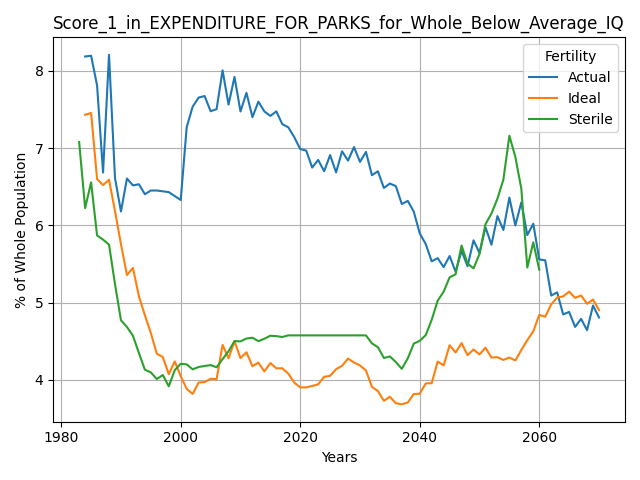 Score_1_in_EXPENDITURE_FOR_PARKS_for_Whole_Below_Average_IQ
Fertility
Actual
Ideal
Sterile
% of Whole Population
8
7
6
5
4
1980 2000 2020 2040 2060
Years